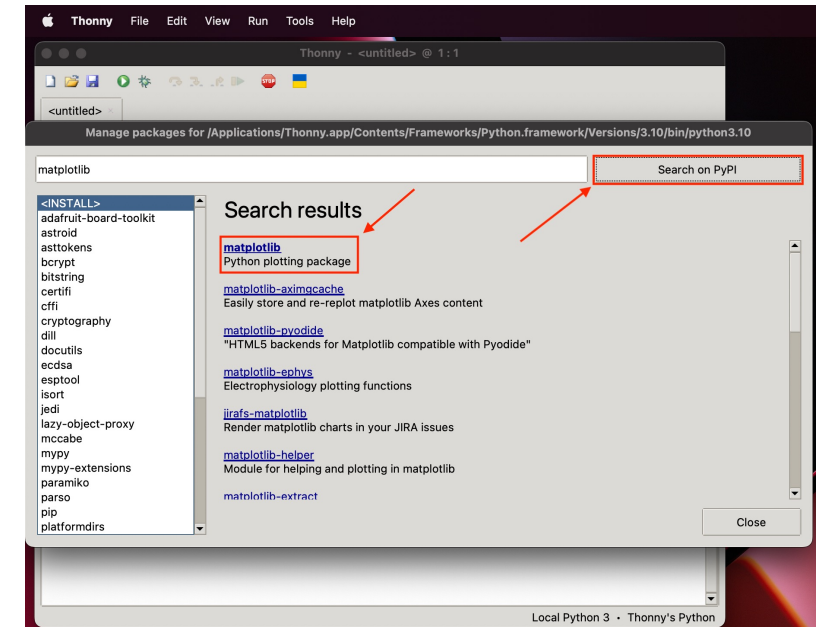 Thonny File Edit View Run Tools Help
Thonny - <untitled> @ 1 : 1
STOP
<untitled>
Manage packages for /Applications/Thonny.app/Contents/Frameworks/Python.framework/Versions/3.10/bin/python3.10
matplotlib
Search on PyPI
<INSTALL>
adafruit-board-toolkit
astroid
asttokens
bcrypt
bitstring
certifi
cffi
cryptography
dill
docutils
ecdsa
esptool
isort
jedi
lazy-object-proxy
mccabe
mypy
mypy-extensions
paramiko
parso
pip
platformdirs
Search results
matplotlib
Python plotting package
matplotlib-aximgcache
Easily store and re-replot matplotlib Axes content
matplotlib-pyodide
"HTML5 backends for Matplotlib compatible with Pyodide"
matplotlib-ephys
Electrophysiology plotting functions
jirafs-matplotlib
Render matplotlib charts in your JIRA issues
matplotlib-helper
Module for helping and plotting in matplotlib
matplotlib-extract
Close
Local Python 3 • Thonny's Python